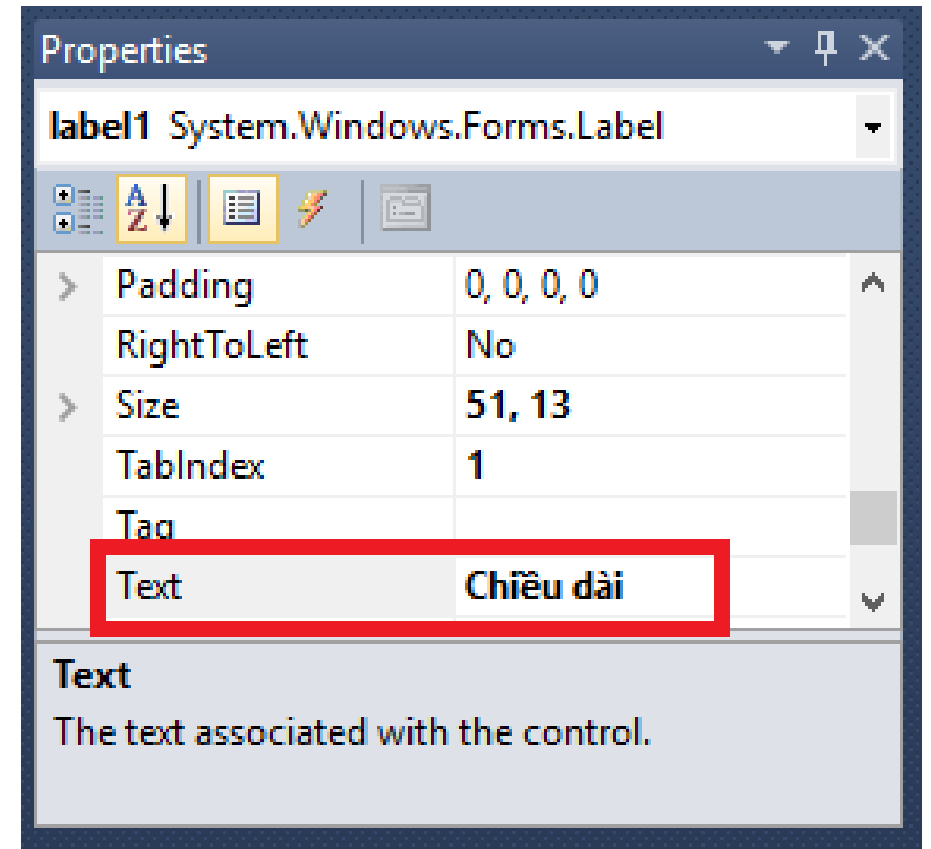 Properties
label1 System.Windows.Forms.Label
A
Z
Padding 0, 0, 0, 0
RightToLeft No
Size 51, 13
TabIndex 1
Tag
Text Chiều dài
Text
The text associated with the control.